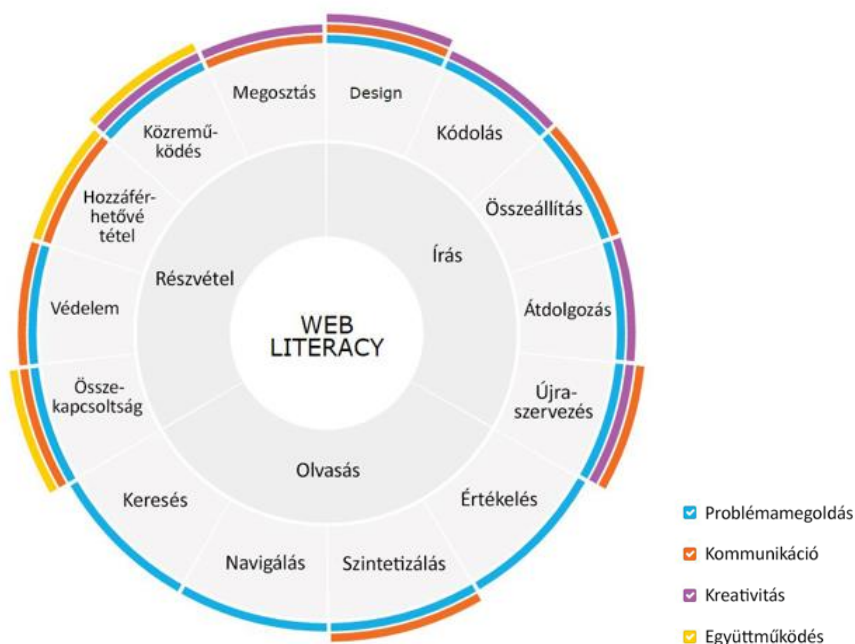 Megosztás
Design
Kódolás
Összeállítás
Átdolgozás
Újra-
szervezés
Értékelés
Szintetizálás
Navigálás
Keresés
Össze-
kapcsoltság
Védelem
Hozzáfér-
hetővé
tétel
Közremű-
ködés
Részvétel
Írás
Olvasás
WEB
LITERACY
Problémamegoldás
Kommunikáció
Kreativitás
Együttműködés